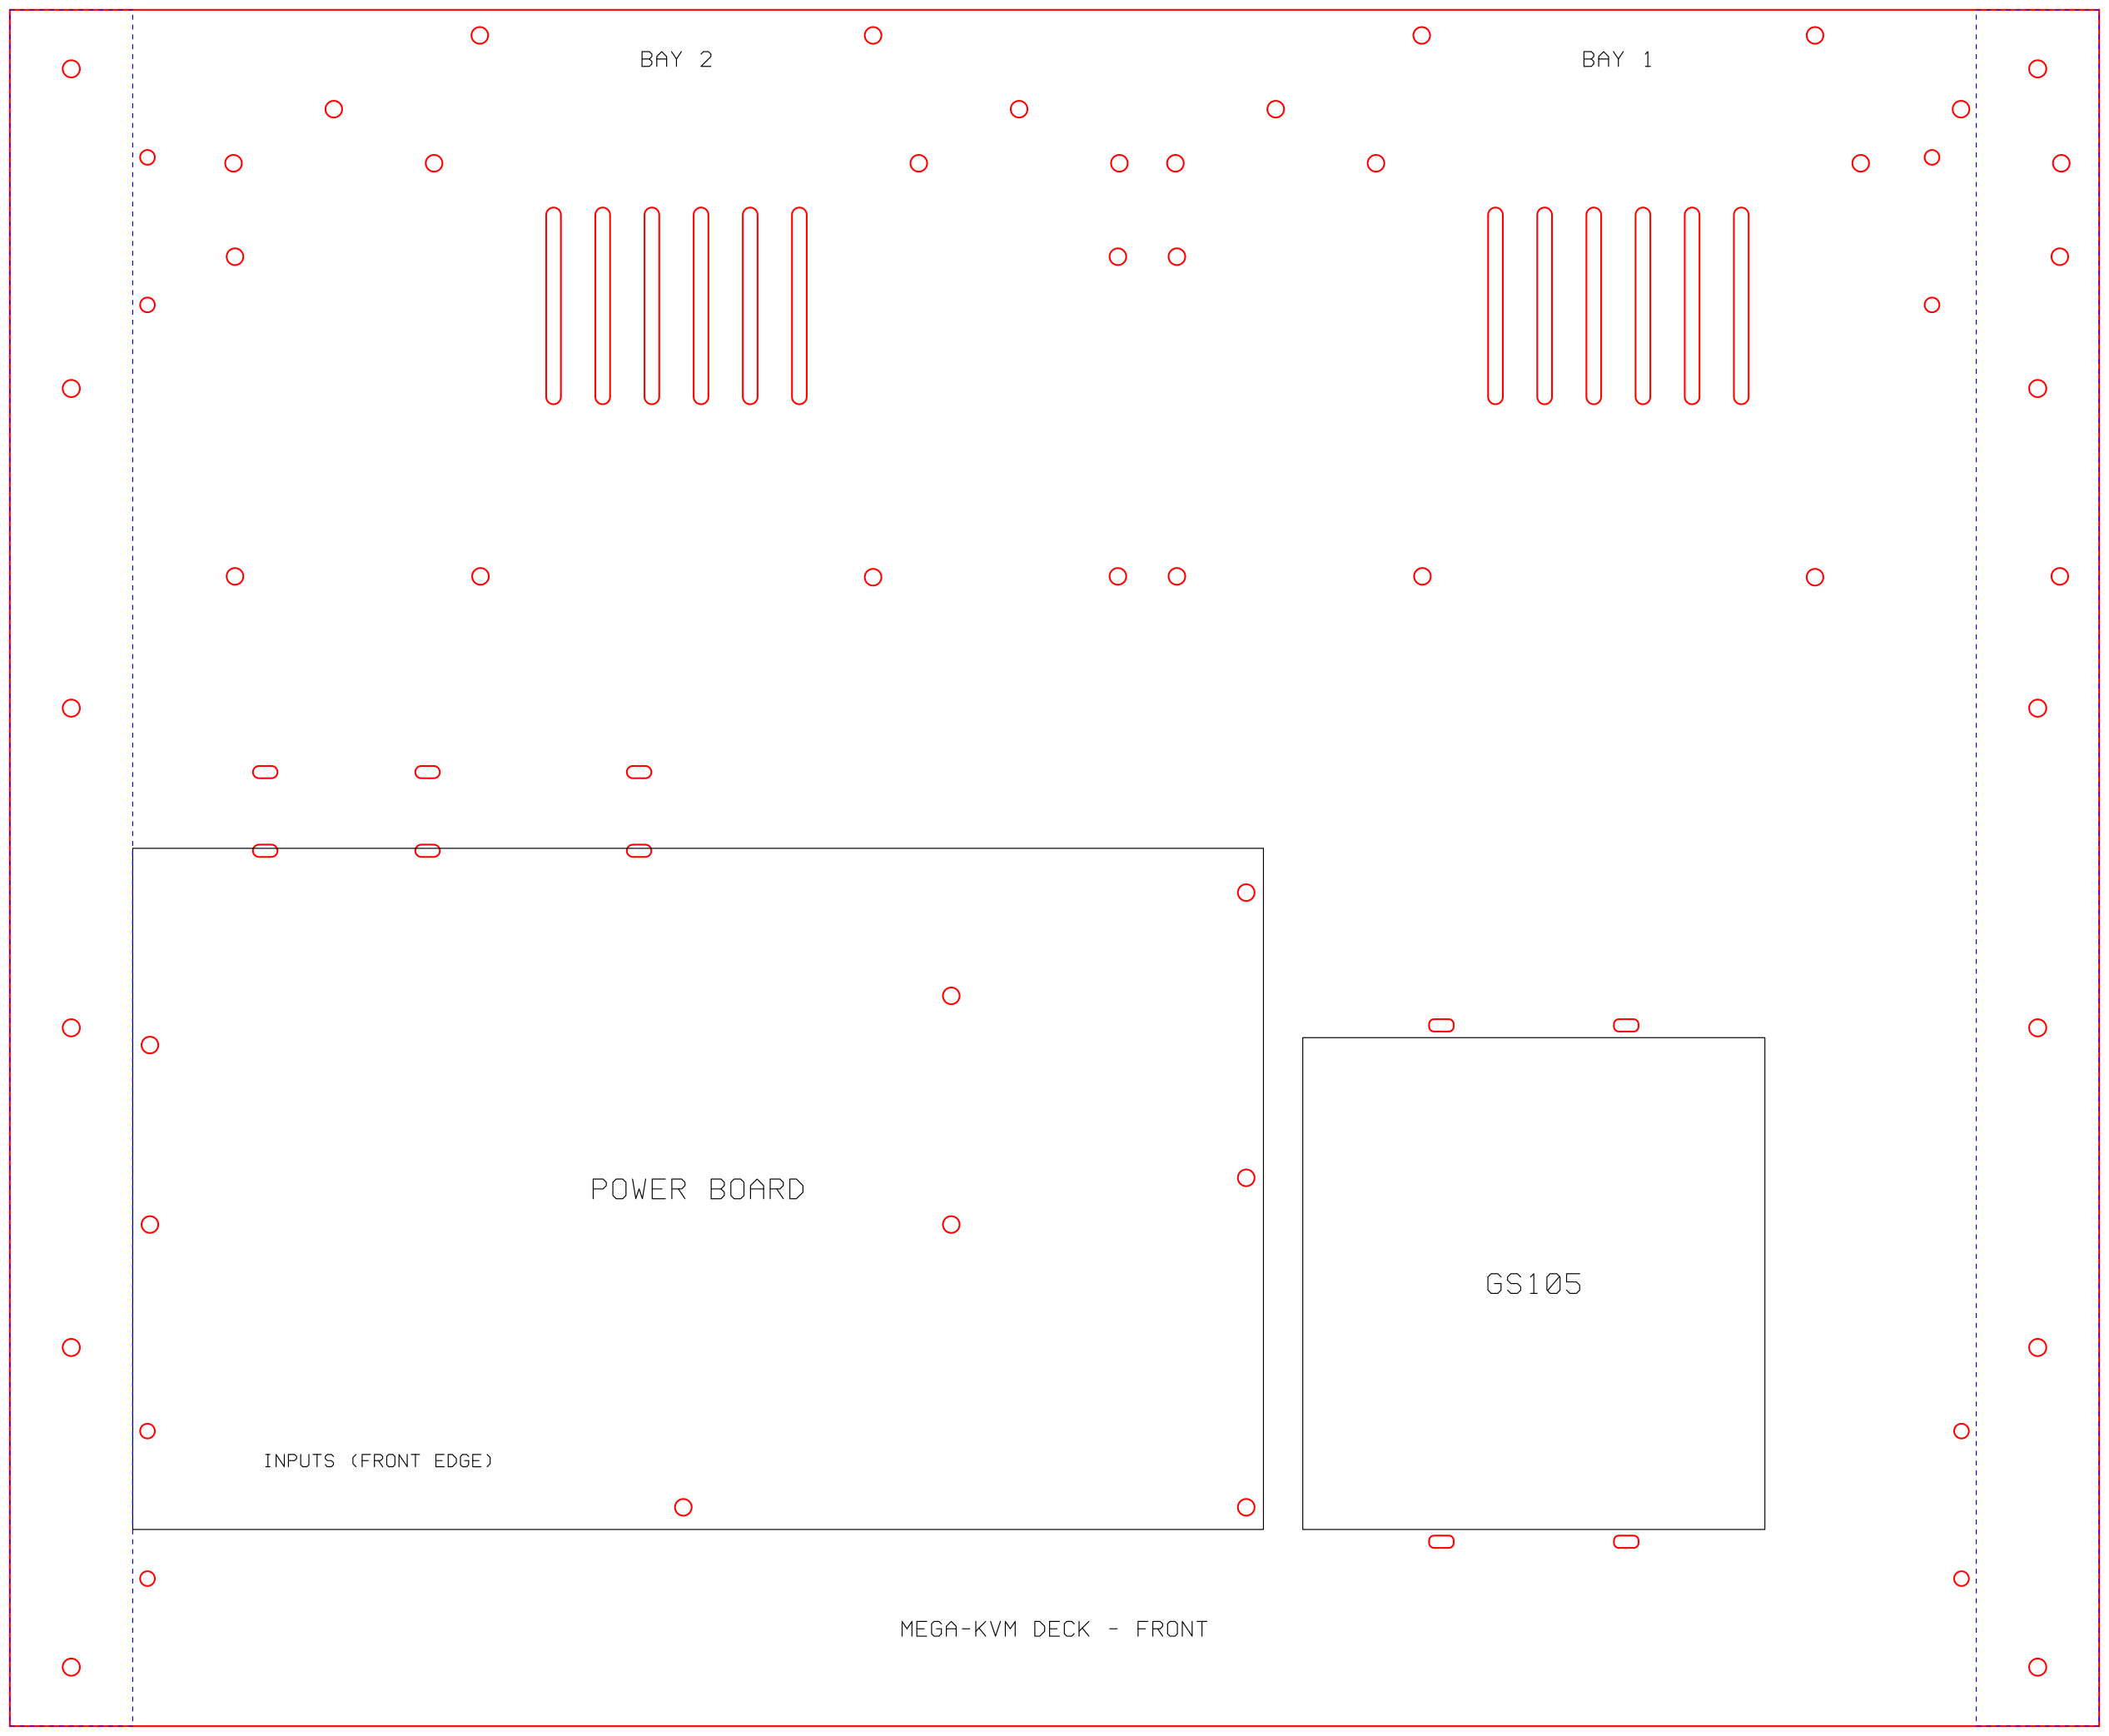 BAY 2
BAY 1
POWER BOARD
GS105
INPUTS (FRONT EDGE)
MEGA-KVM DECK - FRONT